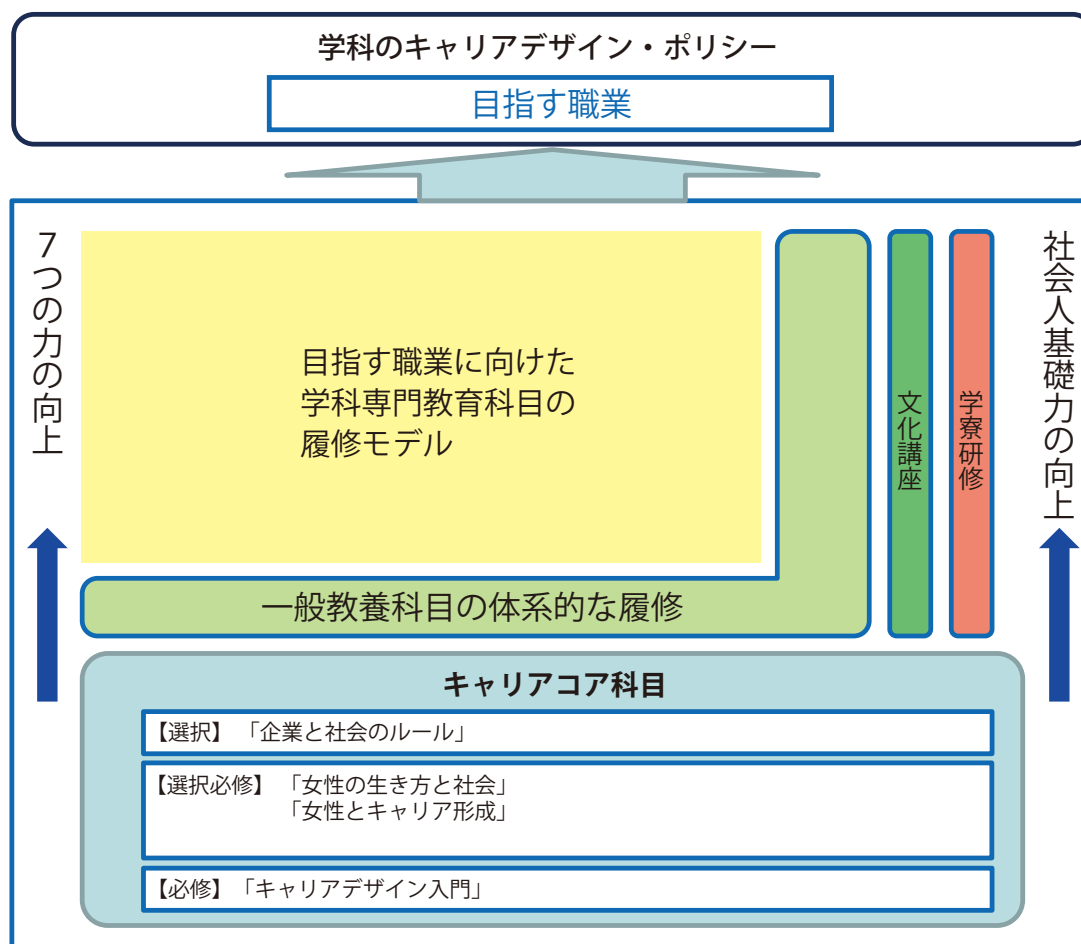 学科のキャリアデザイン・ポリシー
目指す職業
7つの力の向上
目指す職業に向けた
学科専門教育科目の
履修モデル
文化講座
学寮研修
社会人基礎力の向上
一般教養科目の体系的な履修
キャリアコア科目
【選択】 「企業と社会のルール」
【選択必修】 「女性の生き方と社会」
「女性とキャリア形成」
【必修】 「キャリアデザイン入門」